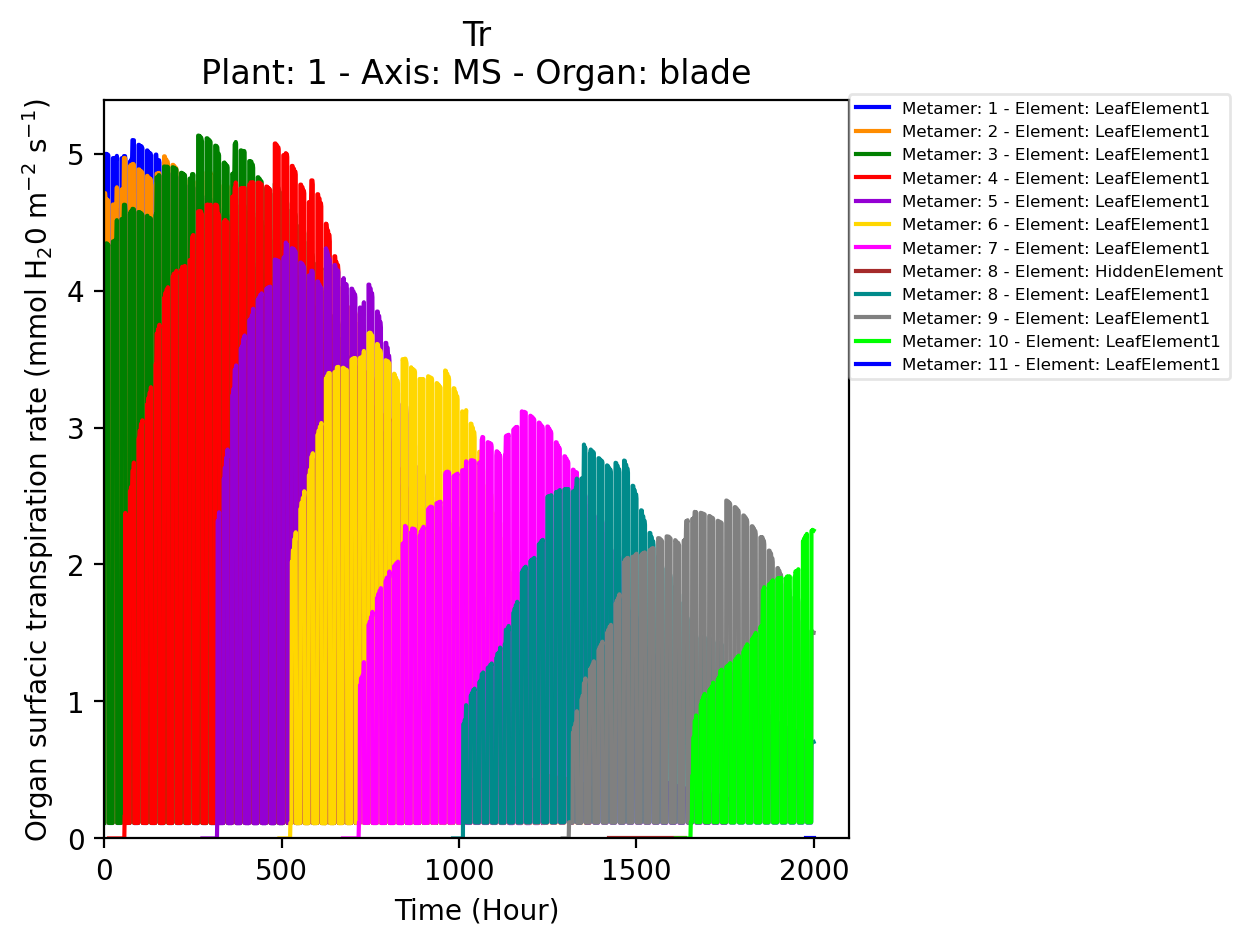 Tr
Plant: 1 - Axis: MS - Organ: blade
Organ surfacic transpiration rate (mmol H₂0 m⁻² s⁻¹)
5
4
3
2
1
0
0 500 1000 1500 2000
Time (Hour)
Metamer: 1 - Element: LeafElement1
Metamer: 2 - Element: LeafElement1
Metamer: 3 - Element: LeafElement1
Metamer: 4 - Element: LeafElement1
Metamer: 5 - Element: LeafElement1
Metamer: 6 - Element: LeafElement1
Metamer: 7 - Element: LeafElement1
Metamer: 8 - Element: HiddenElement
Metamer: 8 - Element: LeafElement1
Metamer: 9 - Element: LeafElement1
Metamer: 10 - Element: LeafElement1
Metamer: 11 - Element: LeafElement1